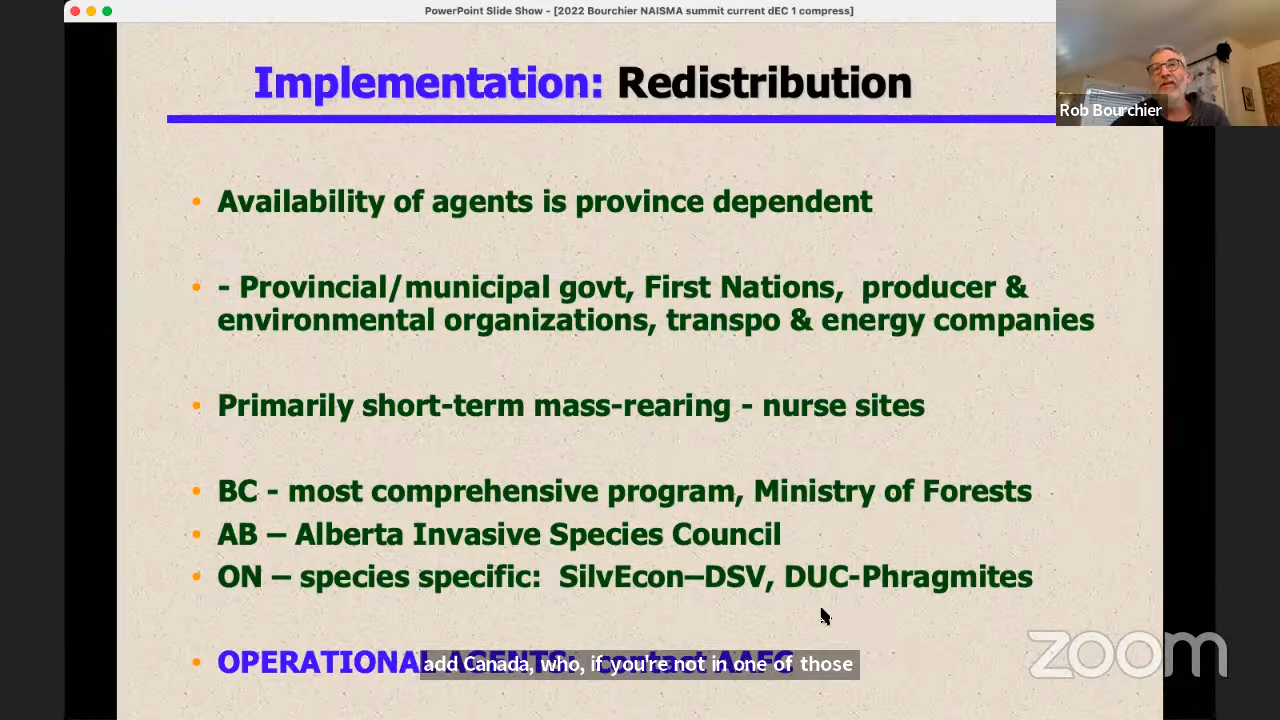 PowerPoint Slide Show - [2022 Bourchier NAISMA summit current dEC 1 compress]
Implementation: Redistribution
Rob Bourchier
• Availability of agents is province dependent
• - Provincial/municipal govt, First Nations, producer &
environmental organizations, transpo & energy companies
• Primarily short-term mass-rearing - nurse sites
• BC - most comprehensive program, Ministry of Forests
• AB – Alberta Invasive Species Council
• ON – species specific: SilvEcon–DSV, DUC-Phragmites
• OPERATIONAL AGENTS: contact AAFC
add Canada, who, if you're not in one of those
zoom